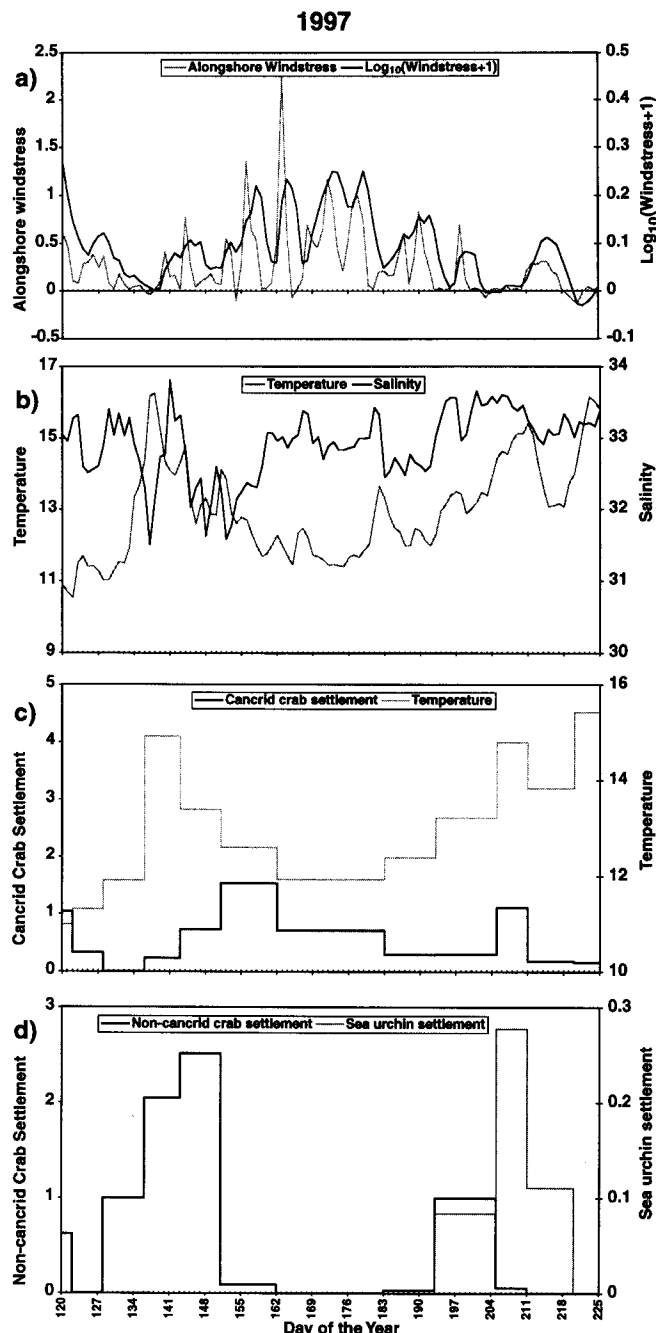 1997
a)
Alongshore Windstress Log₁₀(Windstress+1)
Alongshore windstress
2.5
2
1.5
1
0.5
0
-0.5
0.5
0.4
0.3
0.2
0.1
0
-0.1
Log₁₀(Windstress+1)
b)
Temperature Salinity
Temperature
17
15
13
11
9
34
33
32
31
30
Salinity
c)
Cancrid crab settlement Temperature
Cancrid Crab Settlement
5
4
3
2
1
0
16
14
12
10
Temperature
d)
Non-cancrid crab settlement Sea urchin settlement
Non-cancrid Crab Settlement
3
2
1
0
0.3
0.2
0.1
0
Sea urchin settlement
120 127 134 141 148 155 162 169 176 183 190 197 204 211 218 225
Day of the Year